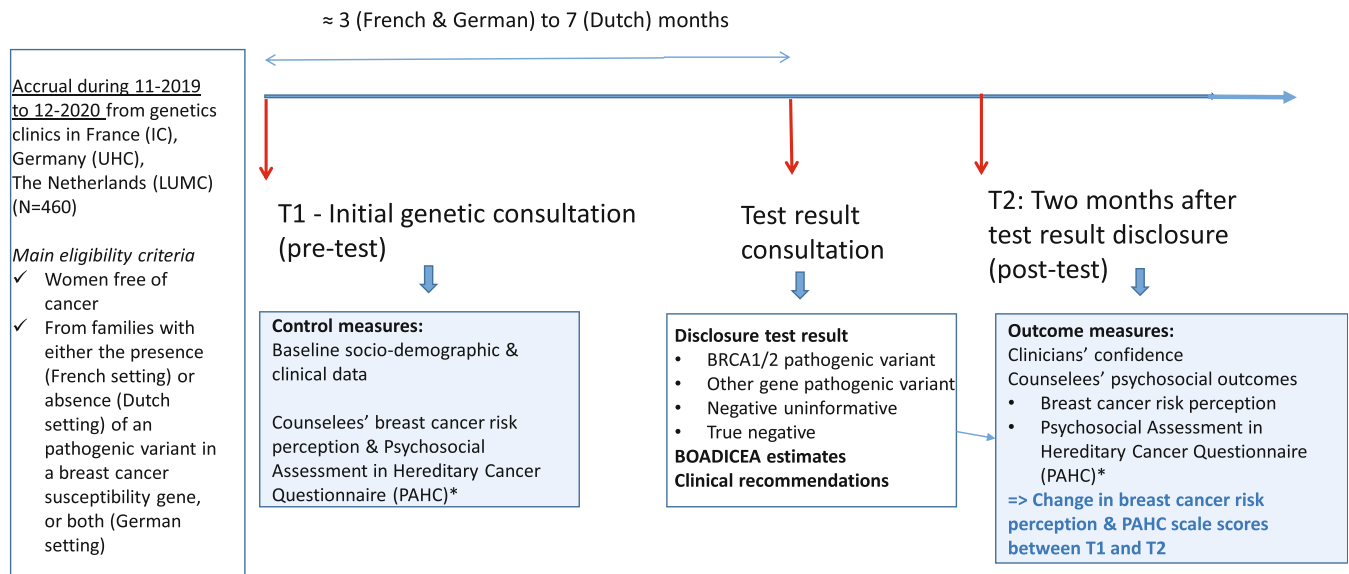 ≈ 3 (French & German) to 7 (Dutch) months
Accrual during 11-2019
to 12-2020 from genetics
clinics in France (IC),
Germany (UHC),
The Netherlands (LUMC)
(N=460)
Main eligibility criteria
✓ Women free of
cancer
✓ From families with
either the presence
(French setting) or
absence (Dutch
setting) of an
pathogenic variant in
a breast cancer
susceptibility gene,
or both (German
setting)
T1 - Initial genetic consultation
(pre-test)
Control measures:
Baseline socio-demographic &
clinical data
Counselees’ breast cancer risk
perception & Psychosocial
Assessment in Hereditary Cancer
Questionnaire (PAHC)*
Test result
consultation
Disclosure test result
• BRCA1/2 pathogenic variant
• Other gene pathogenic variant
• Negative uninformative
• True negative
BOADICEA estimates
Clinical recommendations
T2: Two months after
test result disclosure
(post-test)
Outcome measures:
Clinicians’ confidence
Counselees’ psychosocial outcomes
• Breast cancer risk perception
• Psychosocial Assessment in
Hereditary Cancer Questionnaire
(PAHC)*
=> Change in breast cancer risk
perception & PAHC scale scores
between T1 and T2